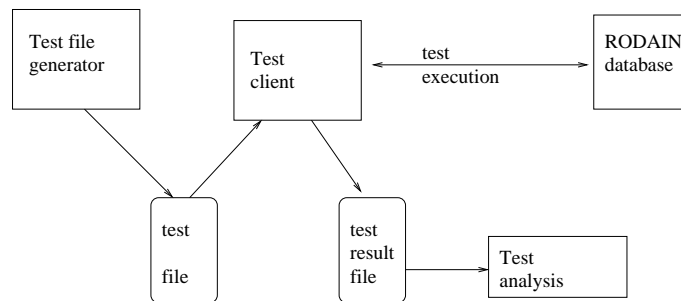 Test file
generator
Test
client
test
execution
RODAIN
database
test
file
test
result
file
Test
analysis